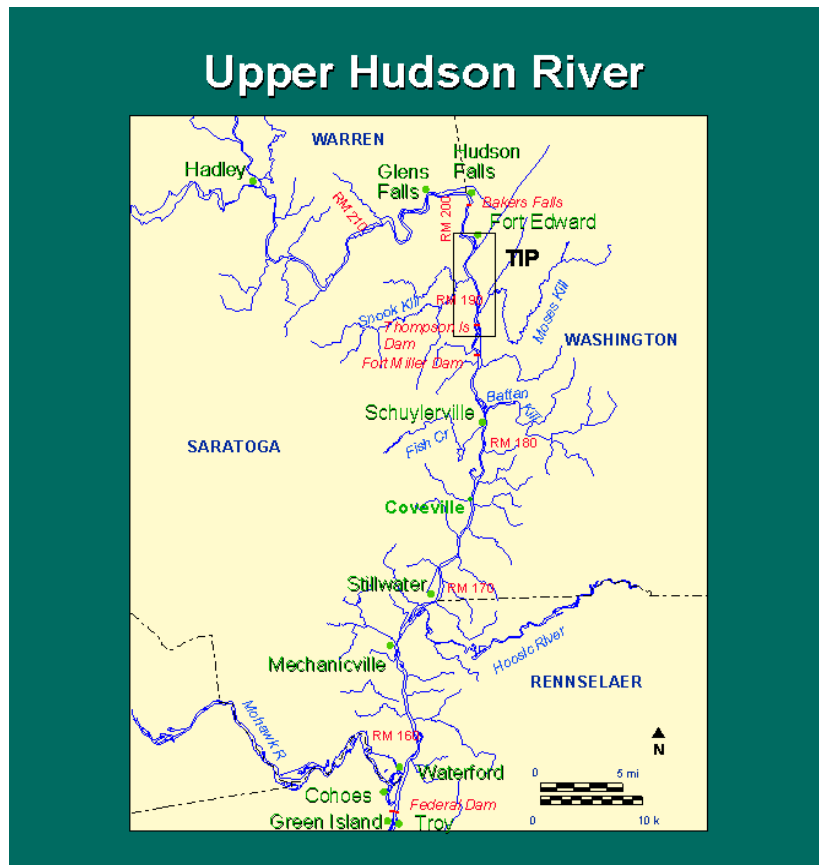 Upper Hudson River
WARREN
Hadley
Glens
Falls
Hudson
Falls
RM 210
RM 200
Bakers Falls
Fort Edward
TIP
Snook Kill
RM 190
Moses Kill
Thompson Is
Dam
WASHINGTON
Fort Miller Dam
Battan
Kill
Schuylerville
SARATOGA
Fish Cr
RM 180
Coveville
Stillwater
RM 170
Hoosic River
Mechanicville
RENNSELAER
Mohawk R
RM 160
N
Waterford
0 5 mi
Cohoes
Federal Dam
0 10 k
Green Island
Troy